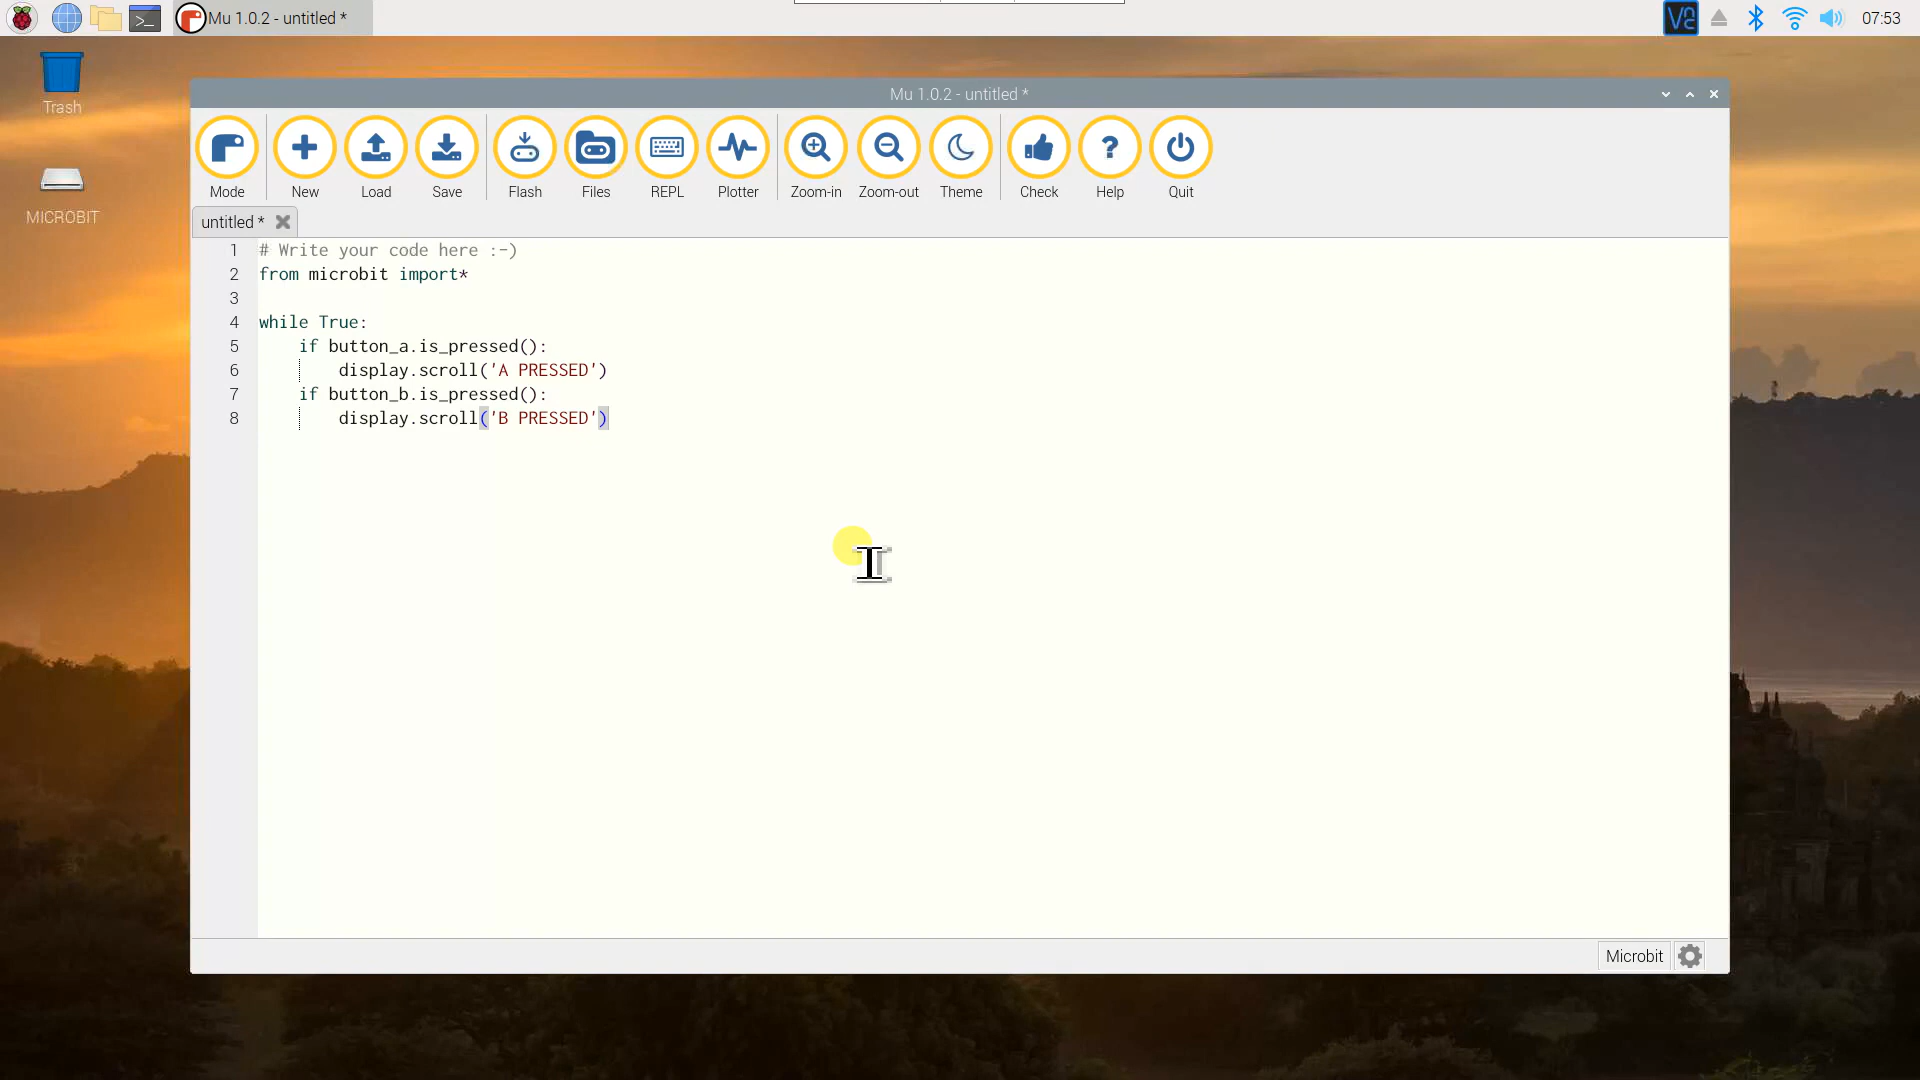 Mu 1.0.2 - untitled *
07:53
Trash
MICROBIT
Mu 1.0.2 - untitled *
Mode New Load Save Flash Files REPL Plotter Zoom-in Zoom-out Theme Check Help Quit
untitled *
1 # Write your code here :-)
2 from microbit import*
3
4 while True:
5 if button_a.is_pressed():
6 display.scroll('A PRESSED')
7 if button_b.is_pressed():
8 display.scroll('B PRESSED')
Microbit